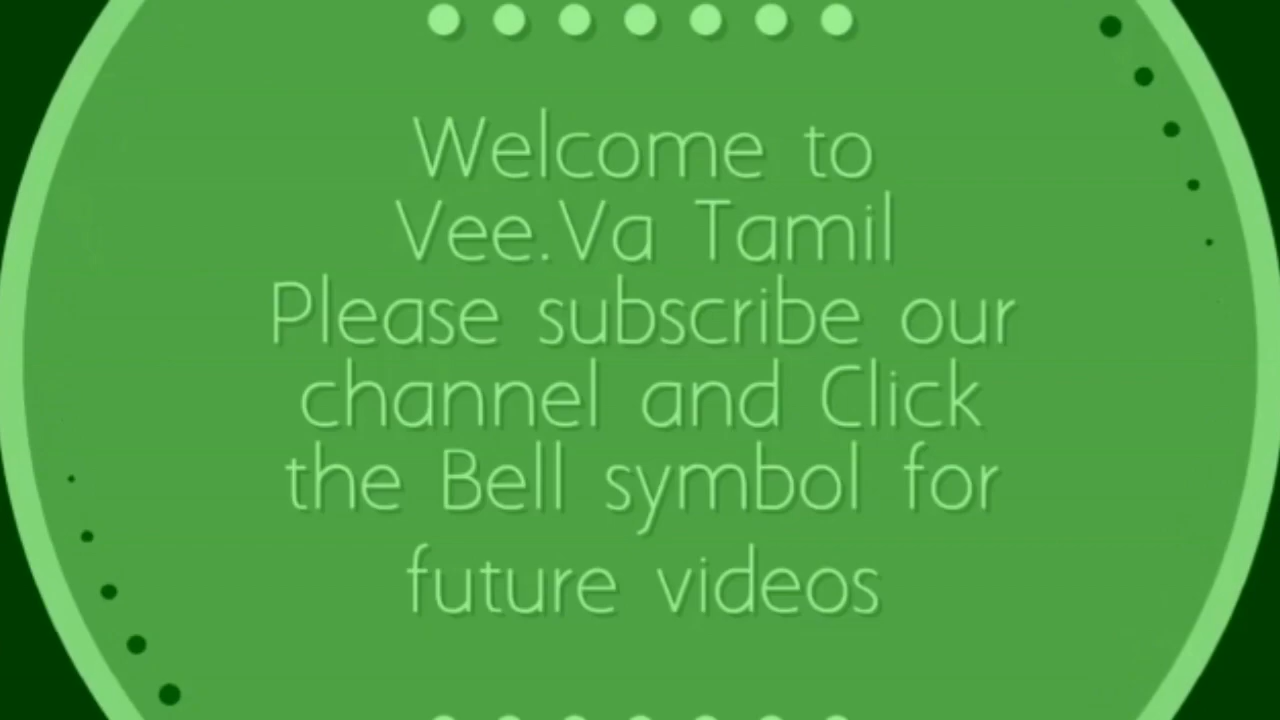 Welcome to
Vee.Va Tamil
Please subscribe our
channel and Click
the Bell symbol for
future videos